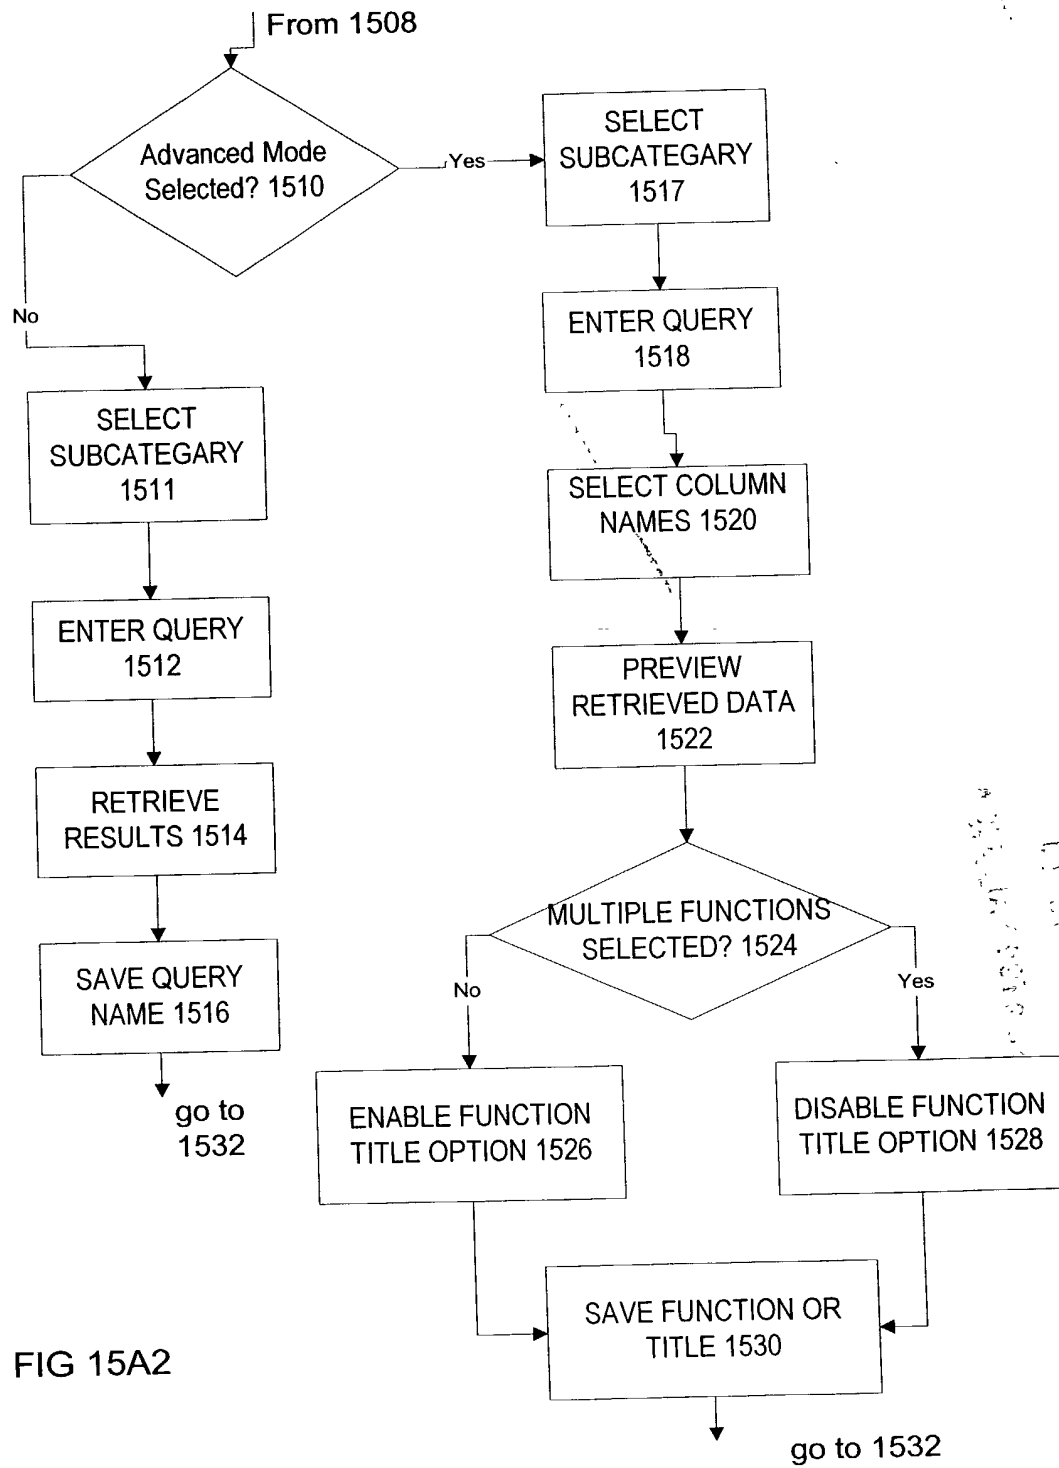 From 1508
Advanced Mode
Selected? 1510
Yes
No
SELECT
SUBCATEGARY
1517
ENTER QUERY
1518
SELECT COLUMN
NAMES 1520
PREVIEW
RETRIEVED DATA
1522
MULTIPLE FUNCTIONS
SELECTED? 1524
No
Yes
ENABLE FUNCTION
TITLE OPTION 1526
DISABLE FUNCTION
TITLE OPTION 1528
SAVE FUNCTION OR
TITLE 1530
go to 1532
SELECT
SUBCATEGARY
1511
ENTER QUERY
1512
RETRIEVE
RESULTS 1514
SAVE QUERY
NAME 1516
go to
1532
FIG 15A2